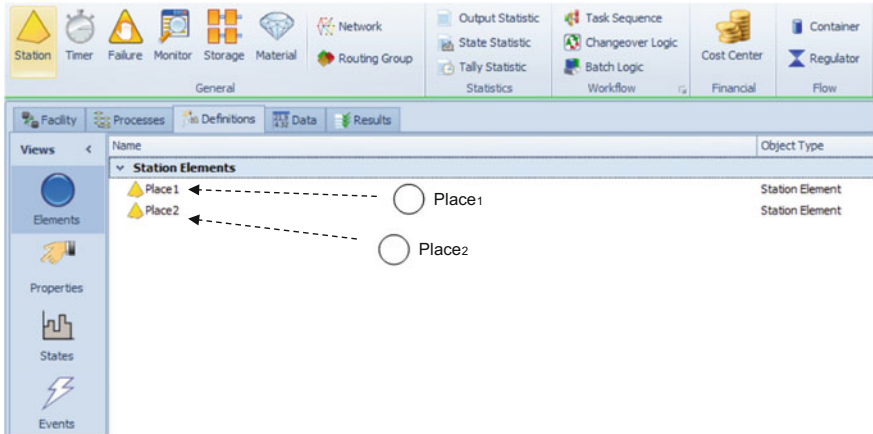 Station Timer Failure Monitor Storage Material
Network
Routing Group
General
Output Statistic
State Statistic
Tally Statistic
Statistics
Task Sequence
Changeover Logic
Batch Logic
Workflow
Cost Center
Financial
Container
Regulator
Flow
Facility Processes Definitions Data Results
Views <
Elements
Properties
States
Events
Name Object Type
Station Elements
Place1 Station Element
Place2 Station Element
Place1
Place2